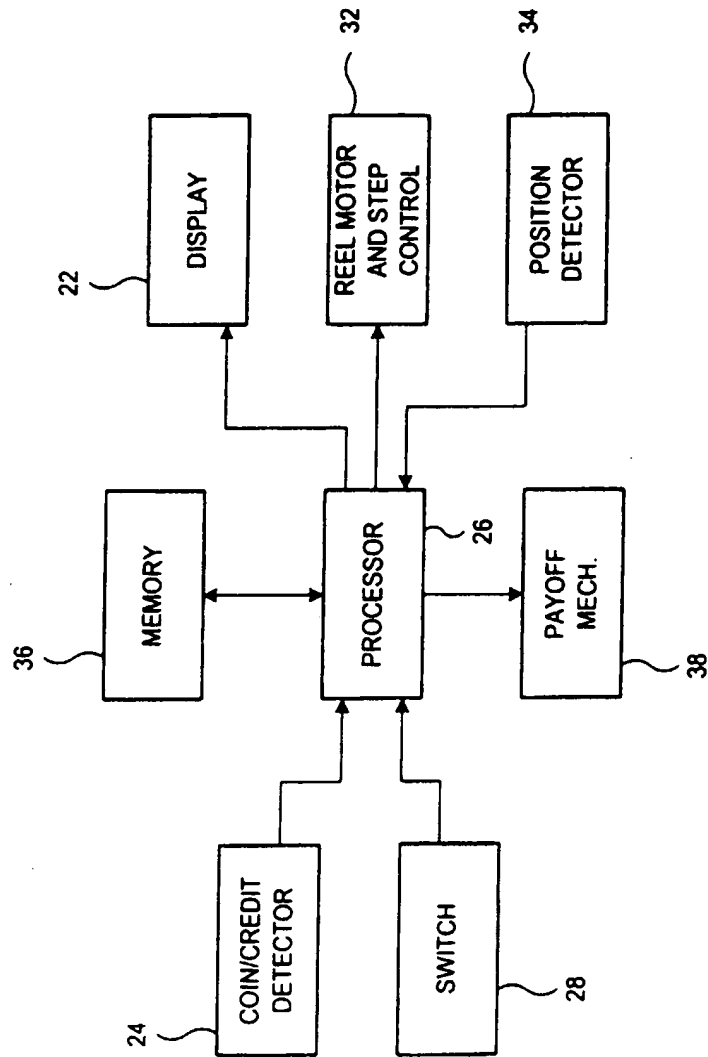 22
DISPLAY
32
REEL MOTOR
AND STEP
CONTROL
34
POSITION
DETECTOR
36
MEMORY
PROCESSOR
26
PAYOFF
MECH.
38
24
COIN/CREDIT
DETECTOR
SWITCH
28